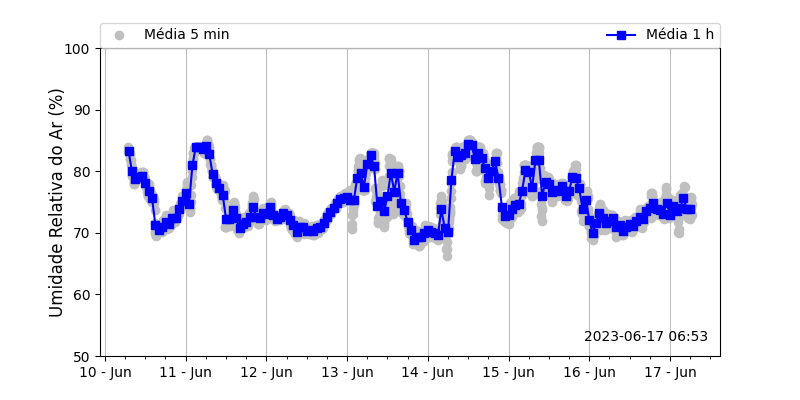 Média 5 min
Média 1 h
100
90
80
70
60
50
Umidade Relativa do Ar (%)
2023-06-17 06:53
10 - Jun
11 - Jun
12 - Jun
13 - Jun
14 - Jun
15 - Jun
16 - Jun
17 - Jun